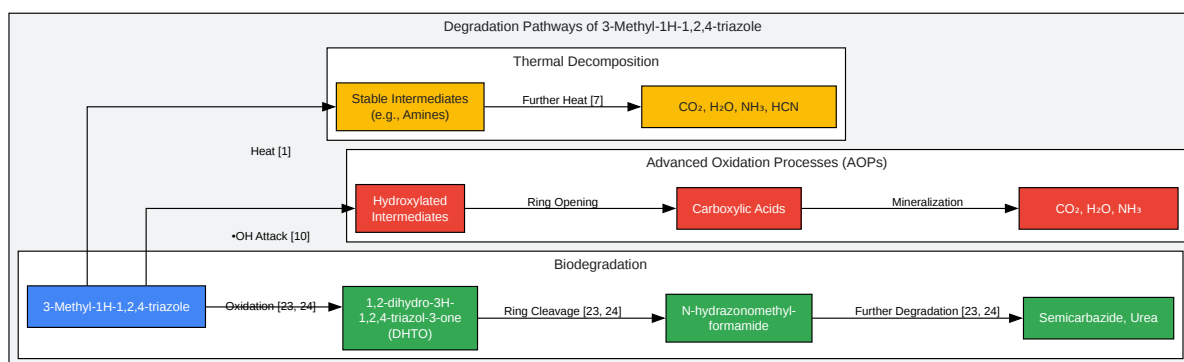 Degradation Pathways of 3-Methyl-1H-1,2,4-triazole
Thermal Decomposition
Stable Intermediates
(e.g., Amines)
Further Heat [7]
CO₂, H₂O, NH₃, HCN
Heat [1]
Advanced Oxidation Processes (AOPs)
Hydroxylated
Intermediates
Ring Opening
Carboxylic Acids
Mineralization
CO₂, H₂O, NH₃
•OH Attack [10]
Biodegradation
3-Methyl-1H-1,2,4-triazole
Oxidation [23, 24]
1,2-dihydro-3H-
1,2,4-triazol-3-one
(DHTO)
Ring Cleavage [23, 24]
N-hydrazonomethyl-
formamide
Further Degradation [23, 24]
Semicarbazide, Urea